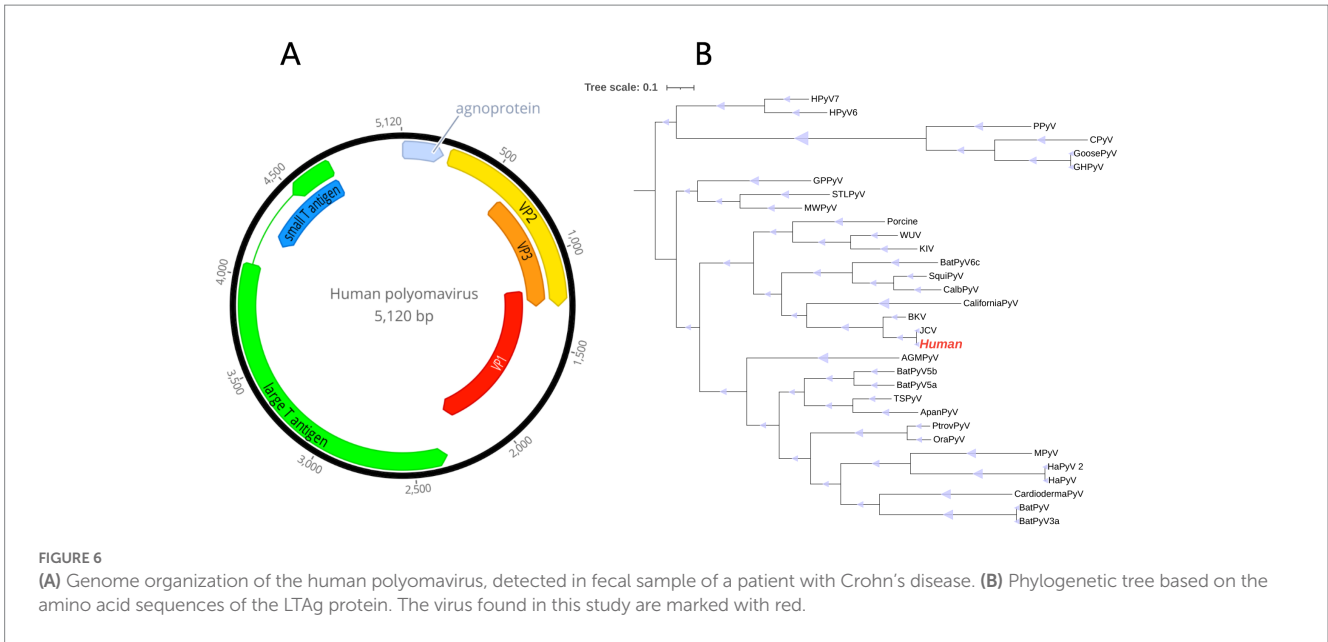 A
B
agnoprotein
5,120
500
1,000
1,500
2,000
2,500
3,000
3,500
4,000
4,500
small T antigen
VP2
VP3
VP1
large T antigen
Human polyomavirus
5,120 bp
Tree scale: 0.1
HPyV7
HPyV6
PPyV
CPyV
GoosePyV
GHPyV
GPPyV
STLPyV
MWPyV
Porcine
WUV
KIV
BatPyV6c
SquiPyV
CalbPyV
CaliforniaPyV
BKV
JCV
Human
AGMPyV
BatPyV5b
BatPyV5a
TSPyV
ApanPyV
PtrovPyV
OraPyV
MPyV
HaPyV 2
HaPyV
CardiodermaPyV
BatPyV
BatPyV3a
FIGURE 6
(A) Genome organization of the human polyomavirus, detected in fecal sample of a patient with Crohn’s disease. (B) Phylogenetic tree based on the
amino acid sequences of the LTAg protein. The virus found in this study are marked with red.